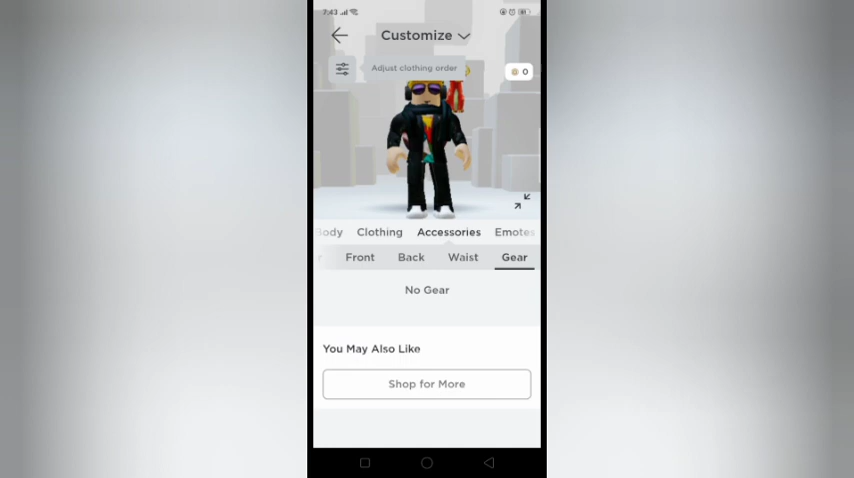 7:43
Customize
Adjust clothing order
0
Body Clothing Accessories Emotes
r Front Back Waist Gear
No Gear
You May Also Like
Shop for More